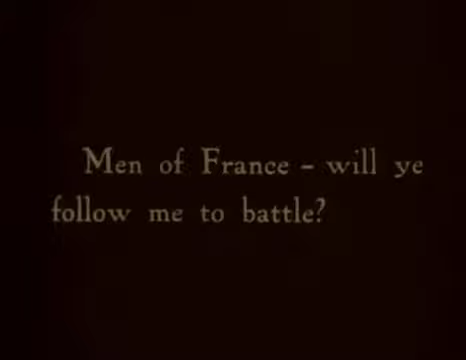 Men of France – will ye
follow me to battle?